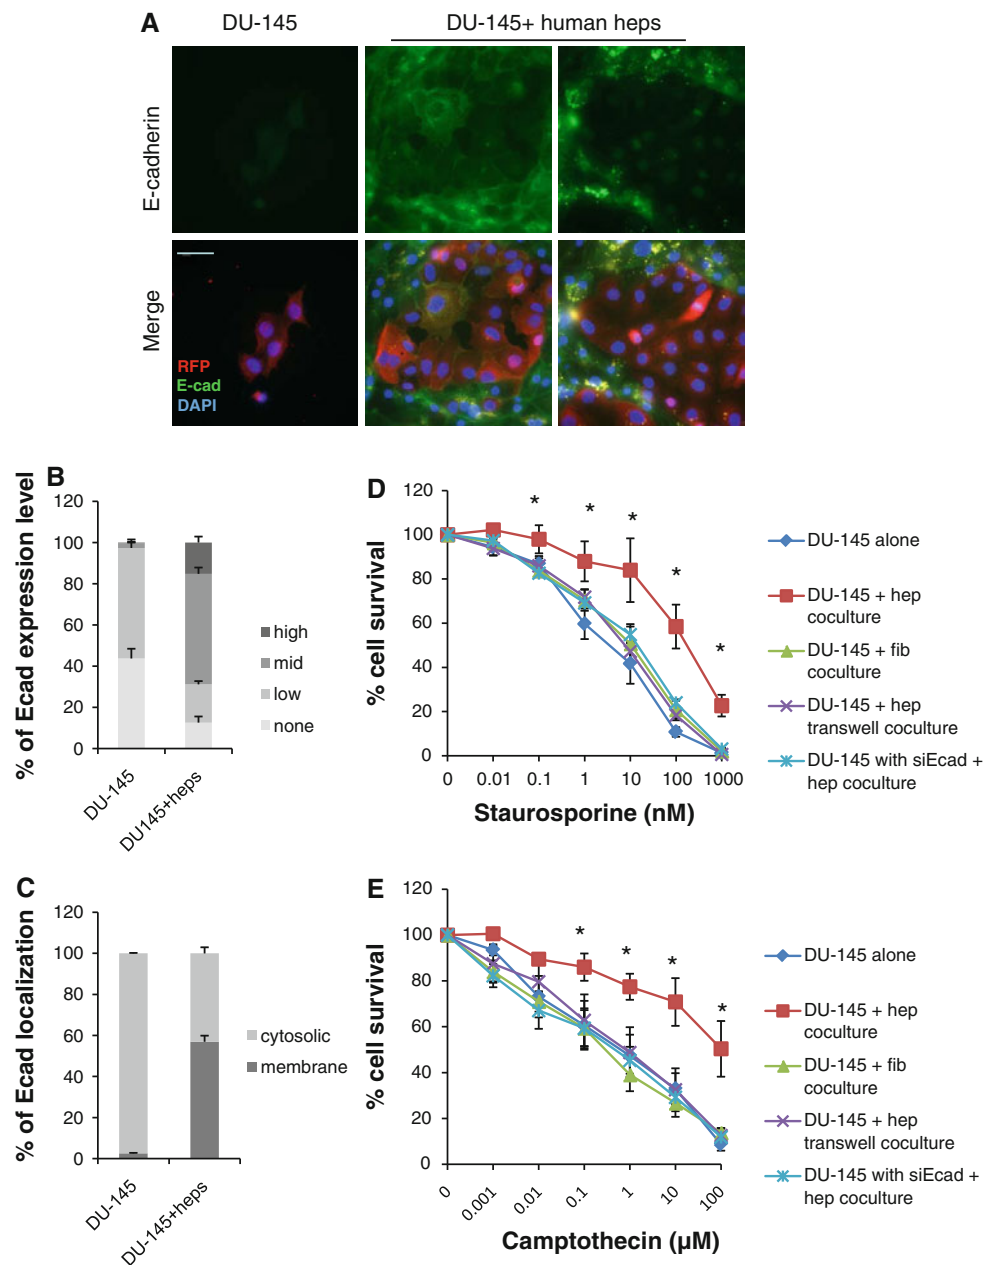 A
DU-145
DU-145+ human heps
E-cadherin
Merge
RFP
E-cad
DAPI
B
% of Ecad expression level
120
100
80
60
40
20
0
DU-145
DU145+heps
high
mid
low
none
C
% of Ecad localization
120
100
80
60
40
20
0
DU-145
DU-145+heps
cytosolic
membrane
D
% cell survival
120
100
80
60
40
20
0
* * * * *
0 0.01 0.1 1 10 100 1000
Staurosporine (nM)
DU-145 alone
DU-145 + hep
coculture
DU-145 + fib
coculture
DU-145 + hep
transwell coculture
DU-145 with siEcad +
hep coculture
E
% cell survival
120
100
80
60
40
20
0
* * * *
0 0.001 0.01 0.1 1 10 100
Camptothecin (μM)
DU-145 alone
DU-145 + hep
coculture
DU-145 + fib
coculture
DU-145 + hep
transwell coculture
DU-145 with siEcad +
hep coculture